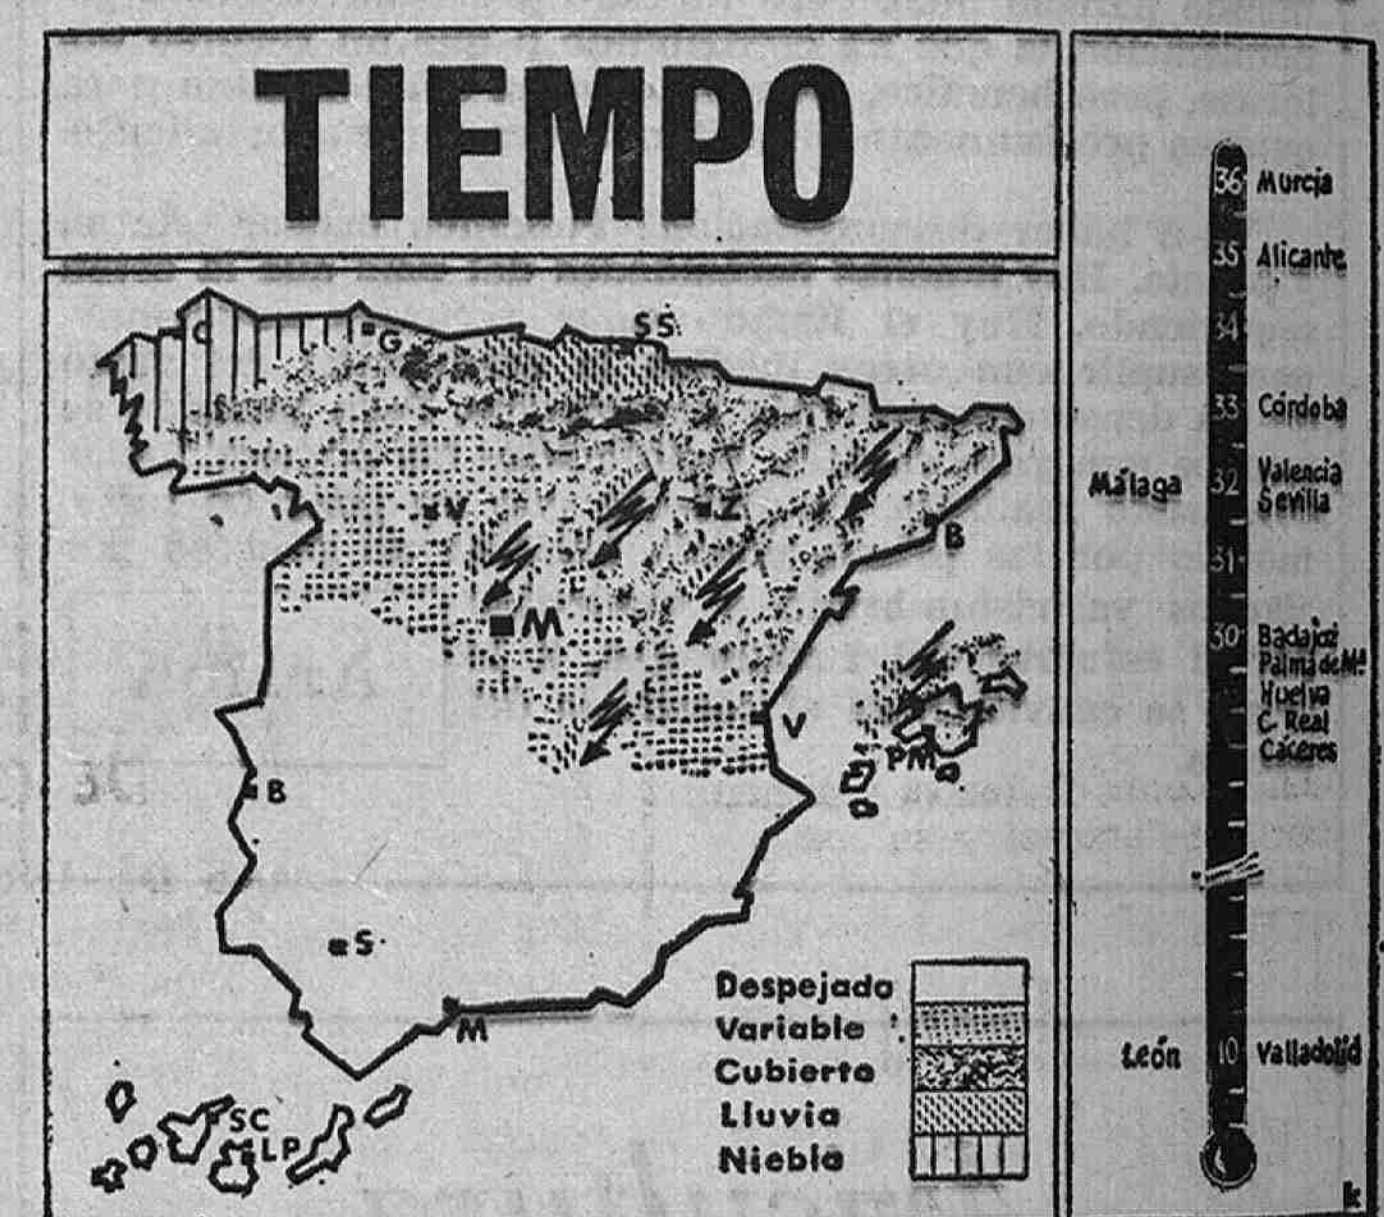 TIEMPO
C
G
SS
V
Z
B
M
V
PM
B
S
M
SC
LP
Despejado
Variable
Cubierto
Lluvia
Niebla
36 Murcia
35 Alicante
34
33 Córdoba
Málaga 32 Valencia
Sevilla
31
30 Badajoz
Palma de Mª
Huelva
C. Real
Cáceres
León 10 Valladolid